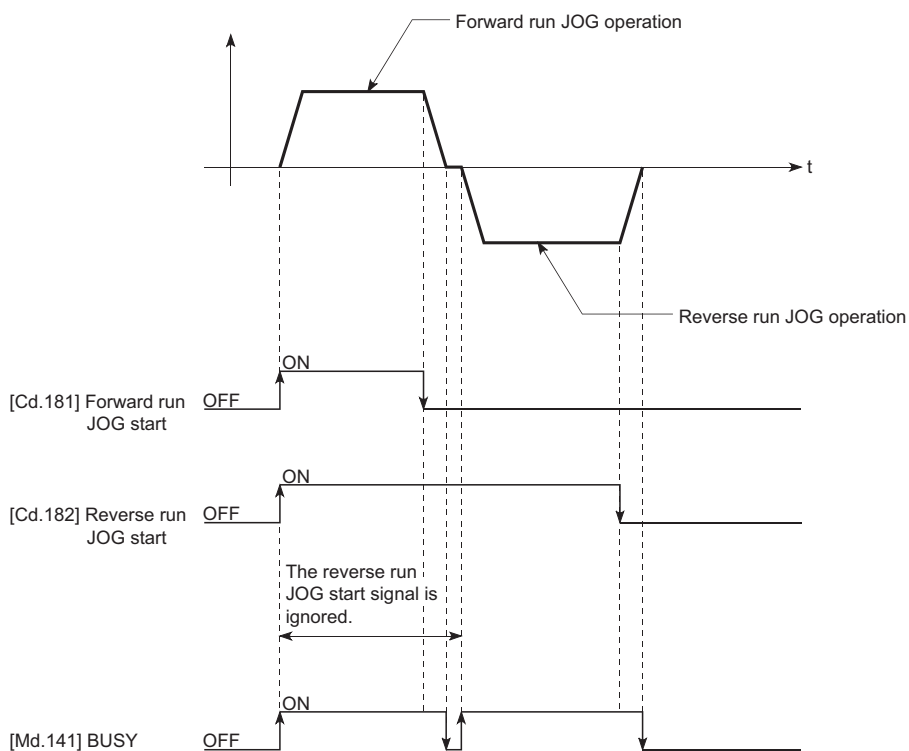 Forward run JOG operation
t
Reverse run JOG operation
ON
[Cd.181] Forward run OFF
JOG start
ON
[Cd.182] Reverse run OFF
JOG start
The reverse run
JOG start signal is
ignored.
ON
[Md.141] BUSY OFF